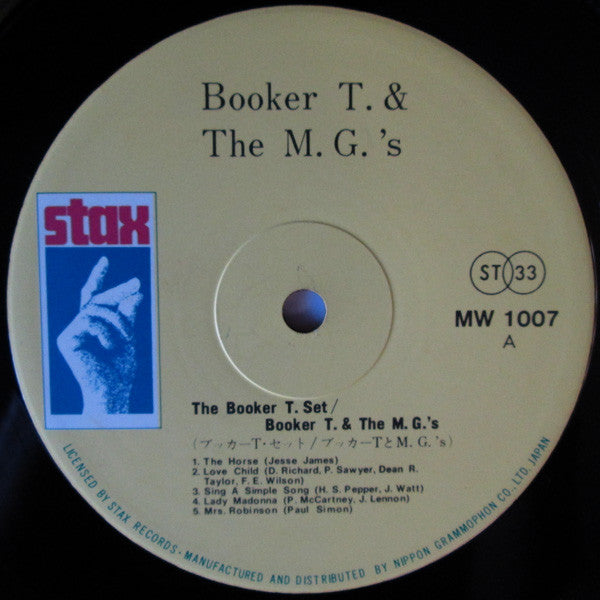 Booker T. &
The M. G. 's
stax
ST 33
MW 1007
A
The Booker T. Set /
Booker T. & The M. G.'s
(ブッカーT・セット/ブッカーTとM. G. 's)
1. The Horse (Jesse James)
2. Love Child (D. Richard, P. Sawyer, Dean R.
Taylor, F. E. Wilson)
3. Sing A Simple Song (H. S. Pepper, J. Watt)
4. Lady Madonna (P. McCartney, J. Lennon)
5. Mrs. Robinson (Paul Simon)
LICENSED BY STAX RECORDS · MANUFACTURED AND DISTRIBUTED BY NIPPON GRAMMOPHON CO., LTD, JAPAN